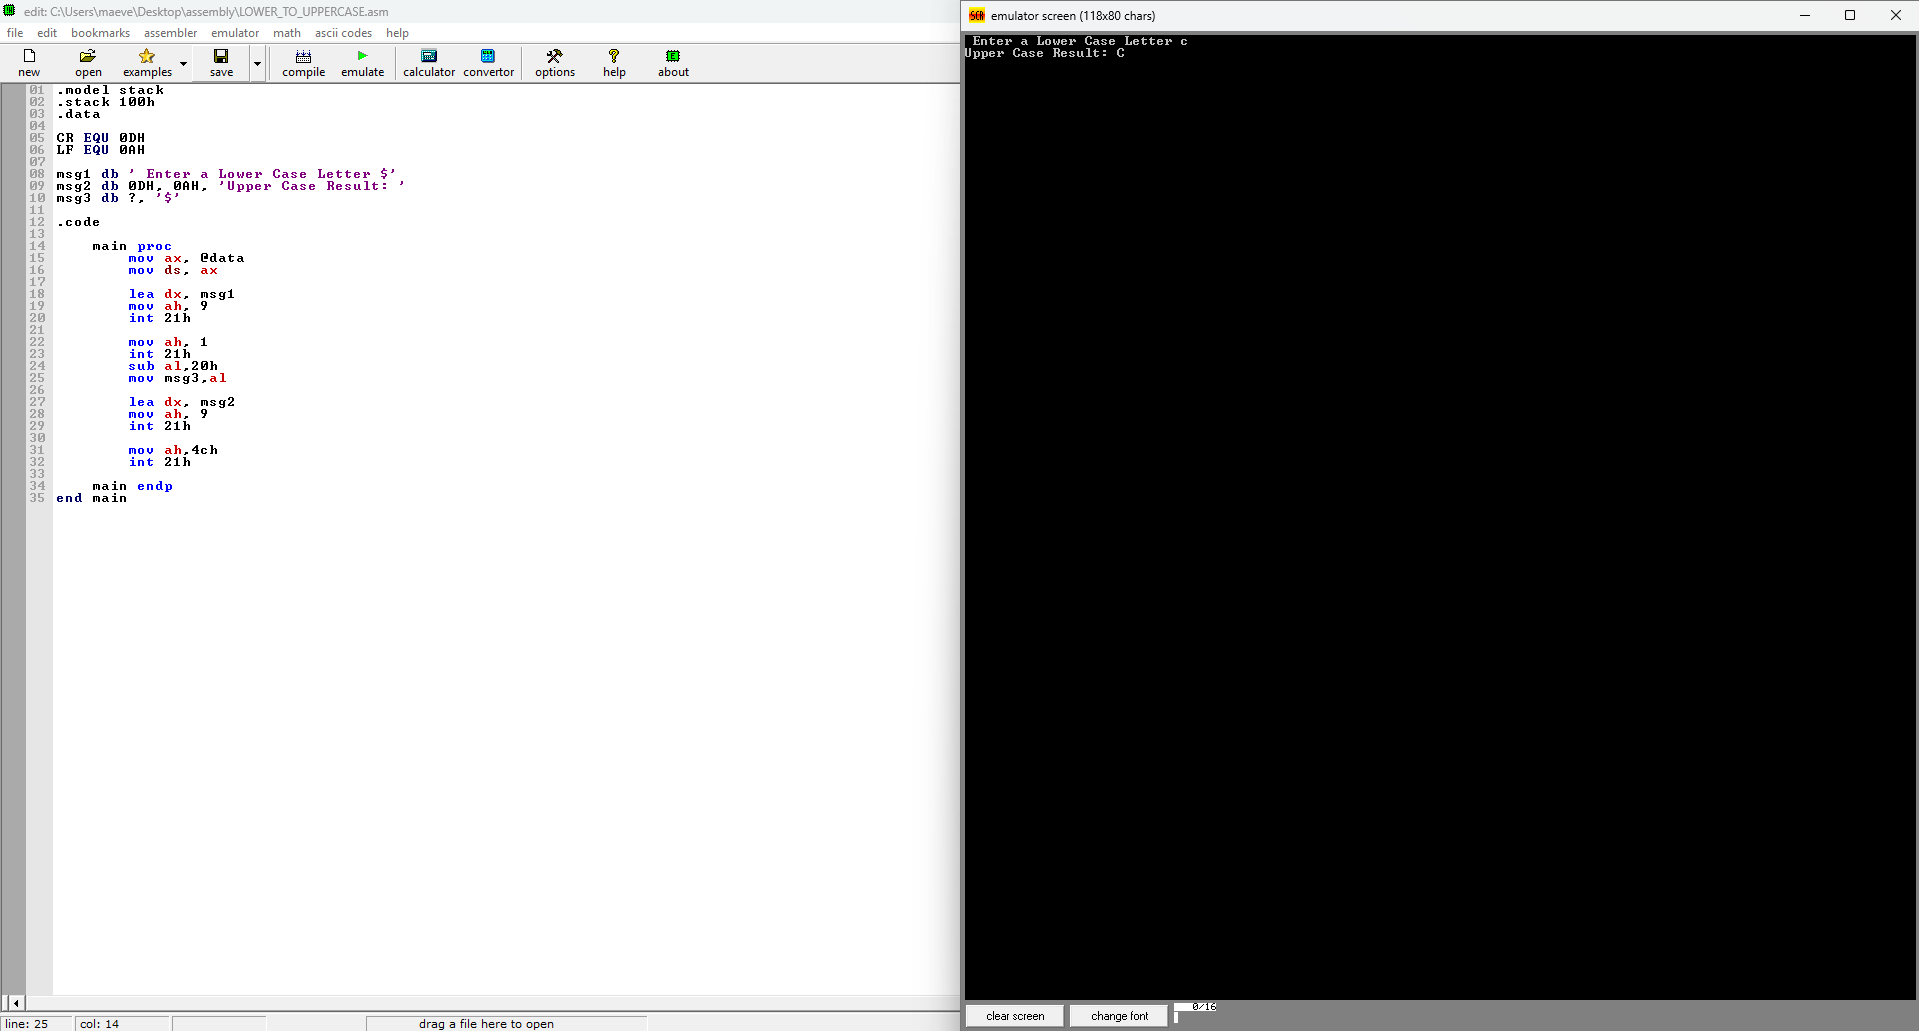 edit: C:\Users\maeve\Desktop\assembly\LOWER_TO_UPPERCASE.asm
file edit bookmarks assembler emulator math ascii codes help
new open examples save compile emulate calculator convertor options help about
01 .model stack
02 .stack 100h
03 .data
04
05 CR EQU 0DH
06 LF EQU 0AH
07
08 msg1 db ' Enter a Lower Case Letter $'
09 msg2 db 0DH, 0AH, 'Upper Case Result: '
10 msg3 db ?, '$'
11
12 .code
13
14 main proc
15 mov ax, @data
16 mov ds, ax
17
18 lea dx, msg1
19 mov ah, 9
20 int 21h
21
22 mov ah, 1
23 int 21h
24 sub al,20h
25 mov msg3,al
26
27 lea dx, msg2
28 mov ah, 9
29 int 21h
30
31 mov ah,4ch
32 int 21h
33
34 main endp
35 end main
line: 25 col: 14 drag a file here to open
SCR emulator screen (118x80 chars)
Enter a Lower Case Letter c
Upper Case Result: C
clear screen change font 0/16